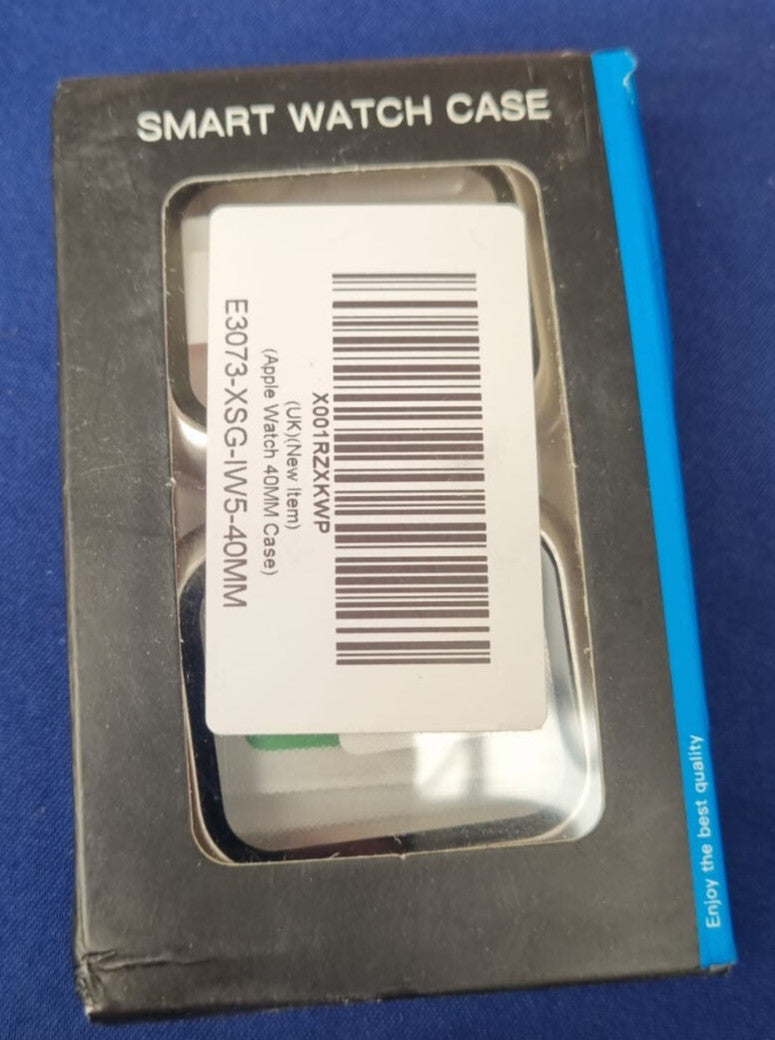 SMART WATCH CASE
X001RZXKWP
(UK)(New Item)
(Apple Watch 40MM Case)
E3073-XSG-IW5-40MM
Enjoy the best quality